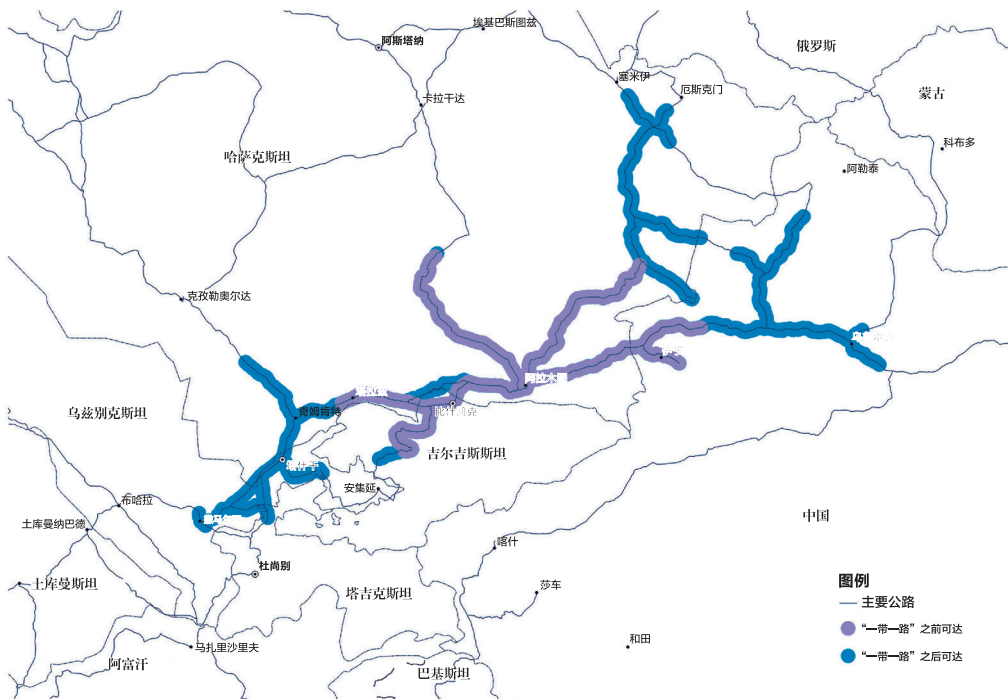 埃基巴斯图兹
阿斯塔纳
俄罗斯
塞米伊
厄斯克门
蒙古
卡拉干达
科布多
哈萨克斯坦
阿勒泰
克孜勒奥尔达
阿拉木图
乌兹别克斯坦
奇姆肯特
吉尔吉斯斯坦
塔什干
安集延
布哈拉
土库曼纳巴德
中国
喀什
杜尚别
土库曼斯坦
塔吉克斯坦
莎车
图例
主要公路
“一带一路”之前可达
“一带一路”之后可达
和田
马扎里沙里夫
阿富汗
巴基斯坦